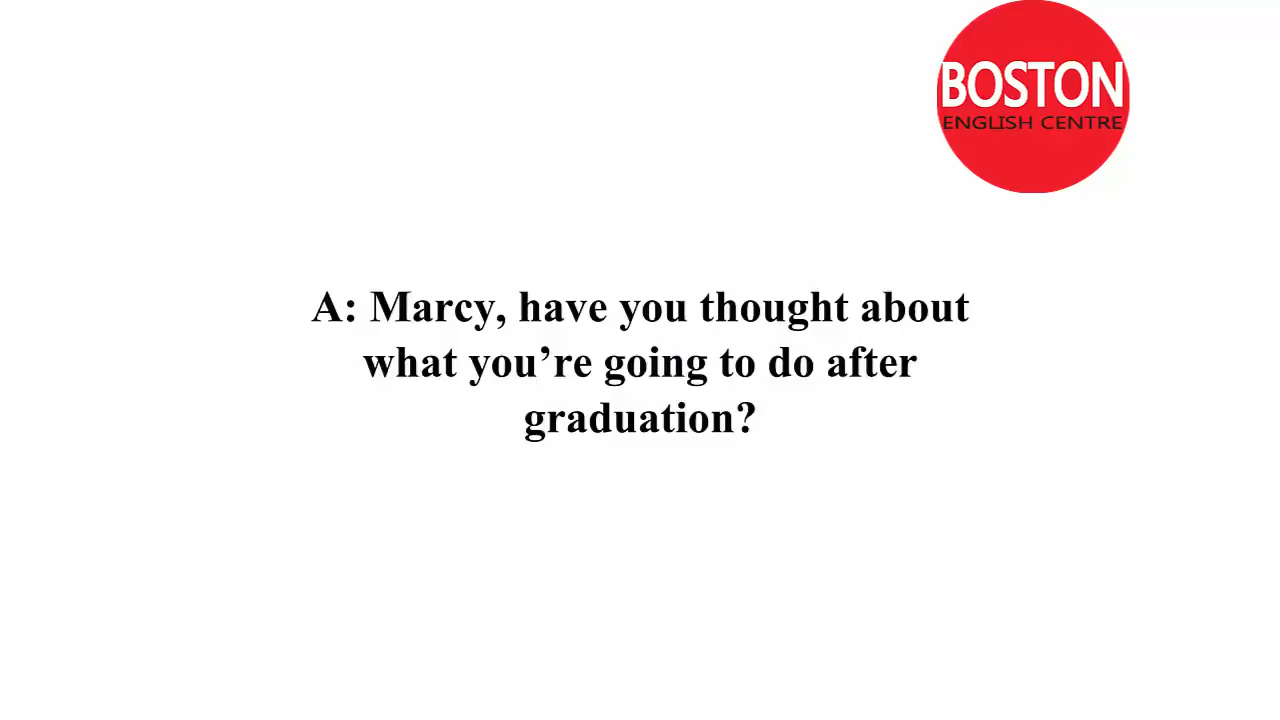 BOSTON
ENGLISH CENTRE
A: Marcy, have you thought about
what you’re going to do after
graduation?